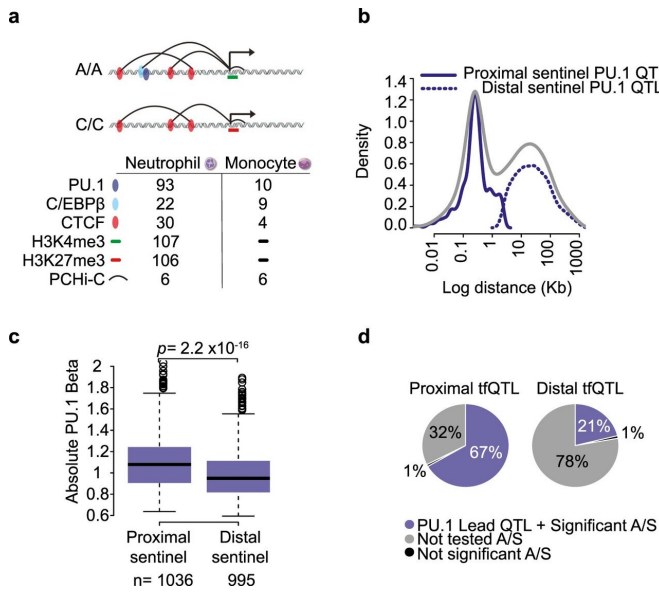 a
A/A
C/C
Neutrophil Monocyte
PU.1 93 10
C/EBPβ 22 9
CTCF 30 4
H3K4me3 107 -
H3K27me3 106 -
PCHi-C 6 6
b
Proximal sentinel PU.1 QT
Distal sentinel PU.1 QTL
1.4
1.2
1.0
0.8
0.6
0.4
0.2
0.0
Density
0.01 0.1 1 10 100 1000
Log distance (Kb)
c
p= 2.2 x10-16
2
1.8
1.6
1.4
1.2
1
0.8
0.6
Absolute PU.1 Beta
Proximal sentinel
Distal sentinel
n= 1036 995
d
Proximal tfQTL Distal tfQTL
32% 67% 1%
21% 1% 78%
PU.1 Lead QTL + Significant A/S
Not tested A/S
Not significant A/S